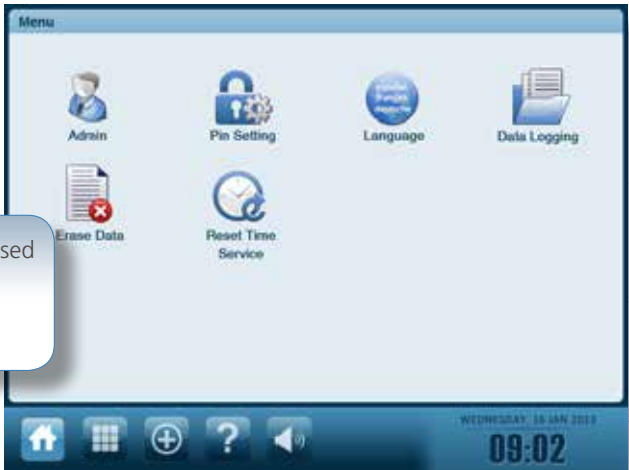 Menu
Admin
Pin Setting
Language
Data Logging
Erase Data
Reset Time
Service
sed
?
WEDNESDAY, 16 JAN 2013
09:02